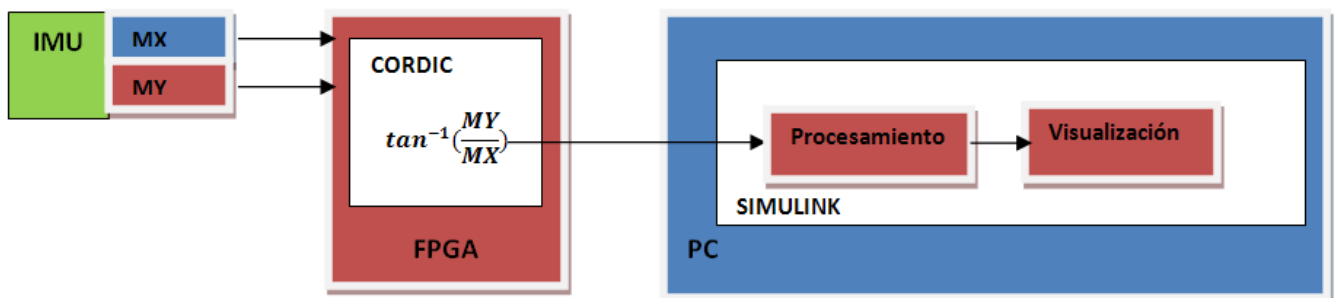 IMU
MX
MY
CORDIC
tan⁻¹(MY/MX)
FPGA
Procesamiento
Visualización
SIMULINK
PC